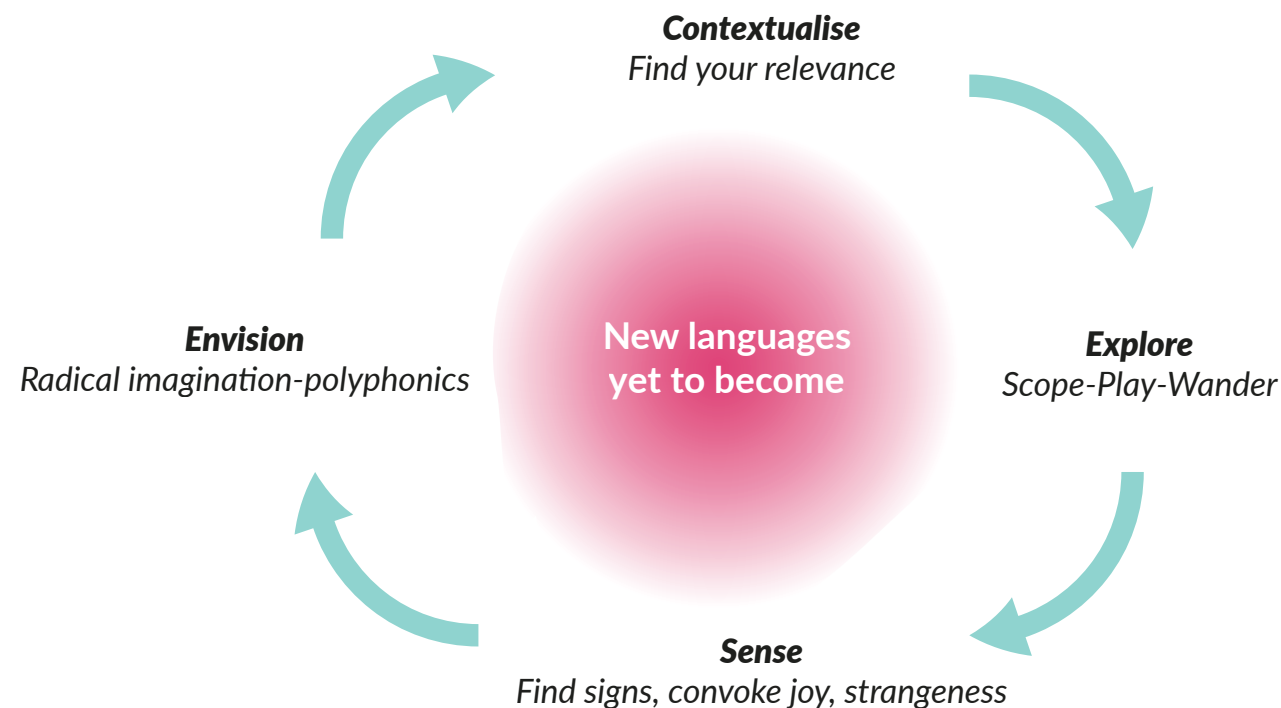 Contextualise
Find your relevance
Envision
Radical imagination-polyphonics
New languages
yet to become
Explore
Scope-Play-Wander
Sense
Find signs, convoke joy, strangeness